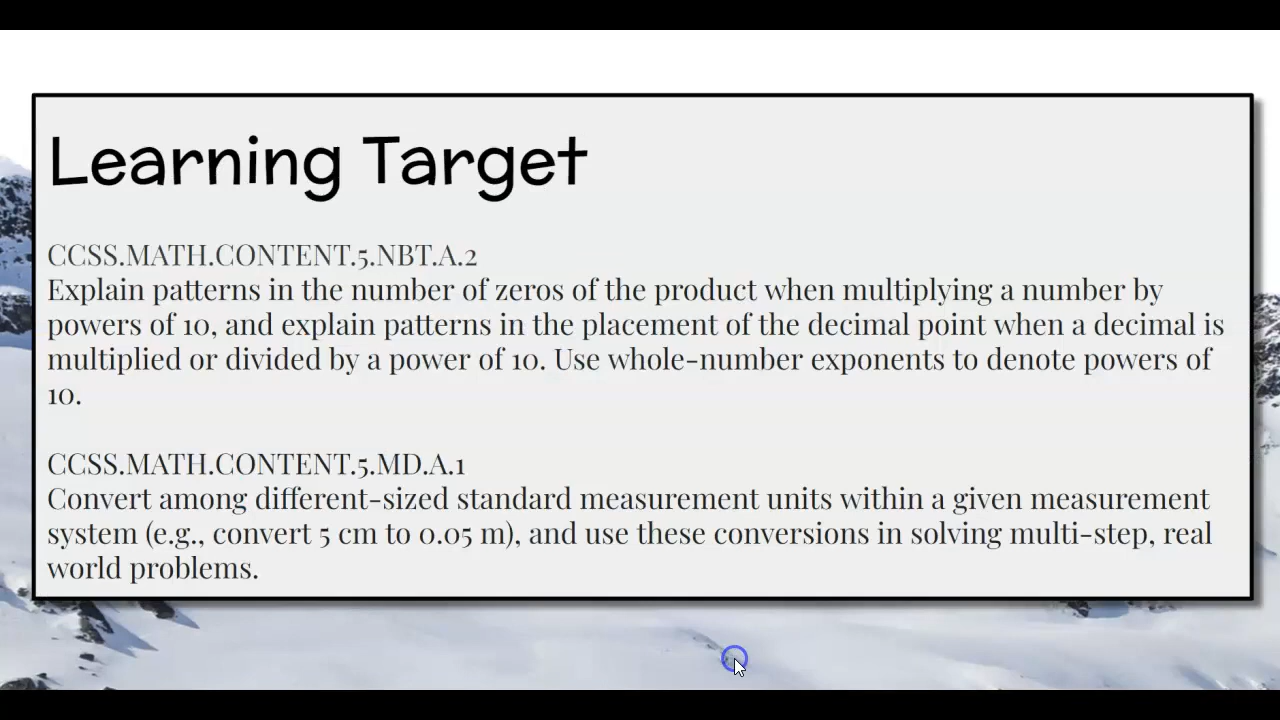 Learning Target
CCSS.MATH.CONTENT.5.NBT.A.2
Explain patterns in the number of zeros of the product when multiplying a number by
powers of 10, and explain patterns in the placement of the decimal point when a decimal is
multiplied or divided by a power of 10. Use whole-number exponents to denote powers of
10.
CCSS.MATH.CONTENT.5.MD.A.1
Convert among different-sized standard measurement units within a given measurement
system (e.g., convert 5 cm to 0.05 m), and use these conversions in solving multi-step, real
world problems.